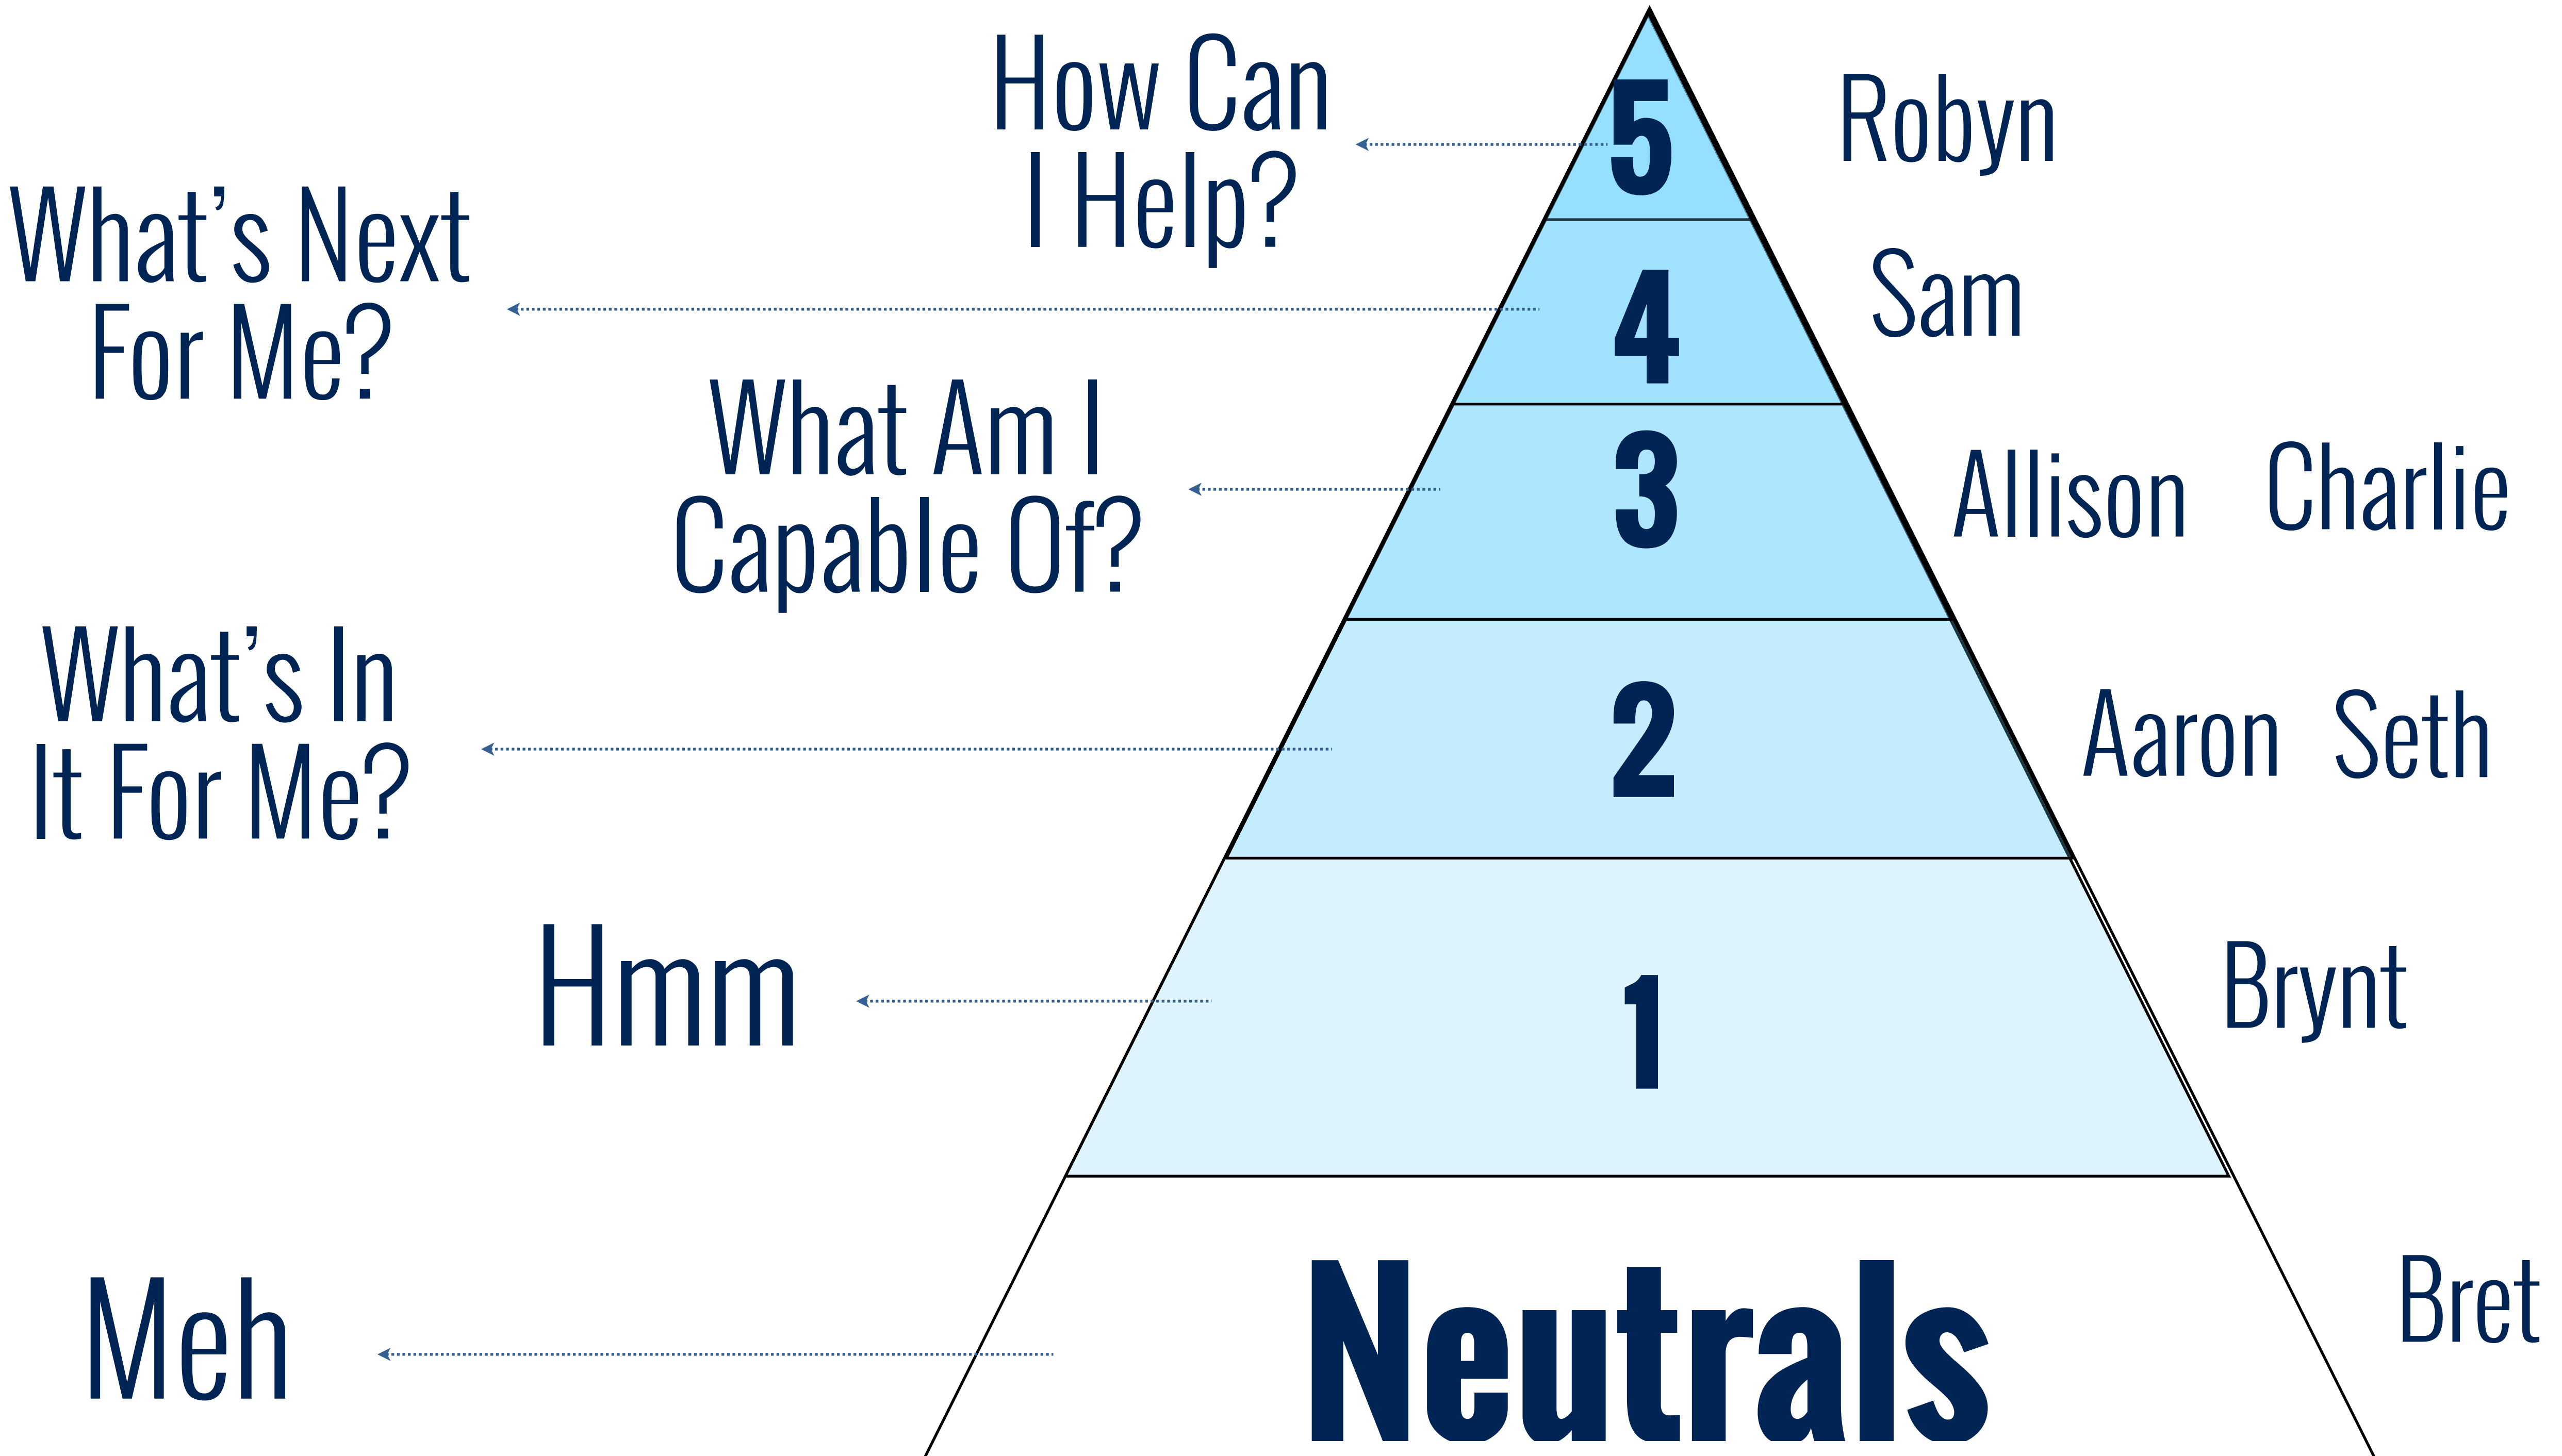 How Can
I Help?
5
Robyn
What’s Next
For Me?
4
Sam
What Am I
Capable Of?
3
Allison Charlie
What’s In
It For Me?
2
Aaron Seth
Hmm
1
Brynt
Meh
Neutrals
Bret